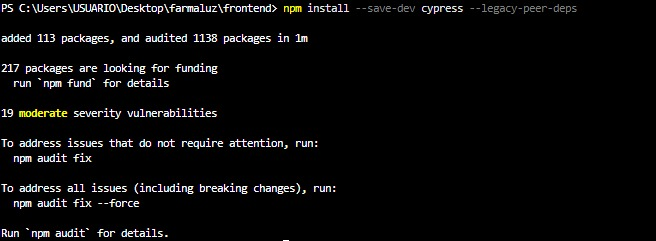 PS C:\Users\USUARIO\Desktop\farmaluz\frontend> npm install --save-dev cypress --legacy-peer-deps
added 113 packages, and audited 1138 packages in 1m
217 packages are looking for funding
  run `npm fund` for details
19 moderate severity vulnerabilities
To address issues that do not require attention, run:
  npm audit fix
To address all issues (including breaking changes), run:
  npm audit fix --force
Run `npm audit` for details.